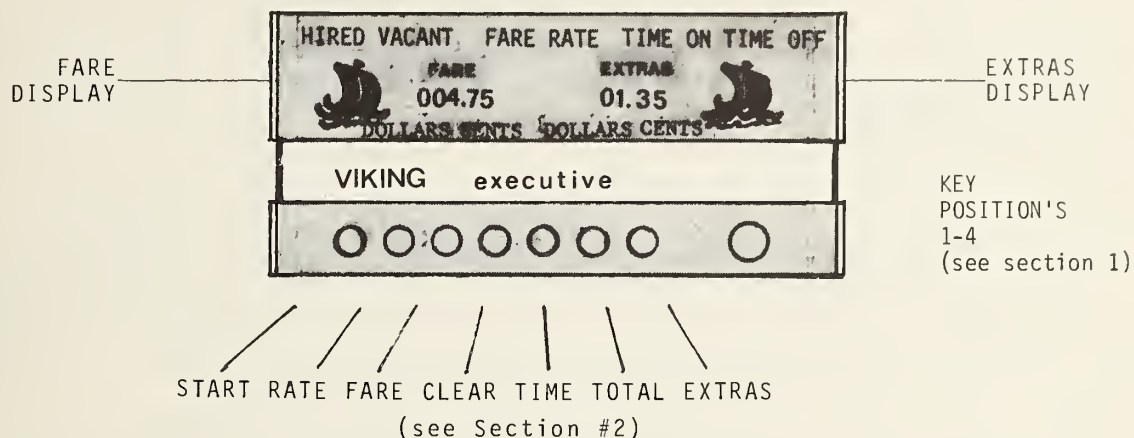 HIRED VACANT FARE RATE TIME ON TIME OFF
FARE DISPLAY
FARE EXTRAS
004.75 01.35
DOLLARS CENTS DOLLARS CENTS
EXTRAS DISPLAY
VIKING executive
KEY
POSITION'S
1-4
(see section 1)
START RATE FARE CLEAR TIME TOTAL EXTRAS
(see Section #2)